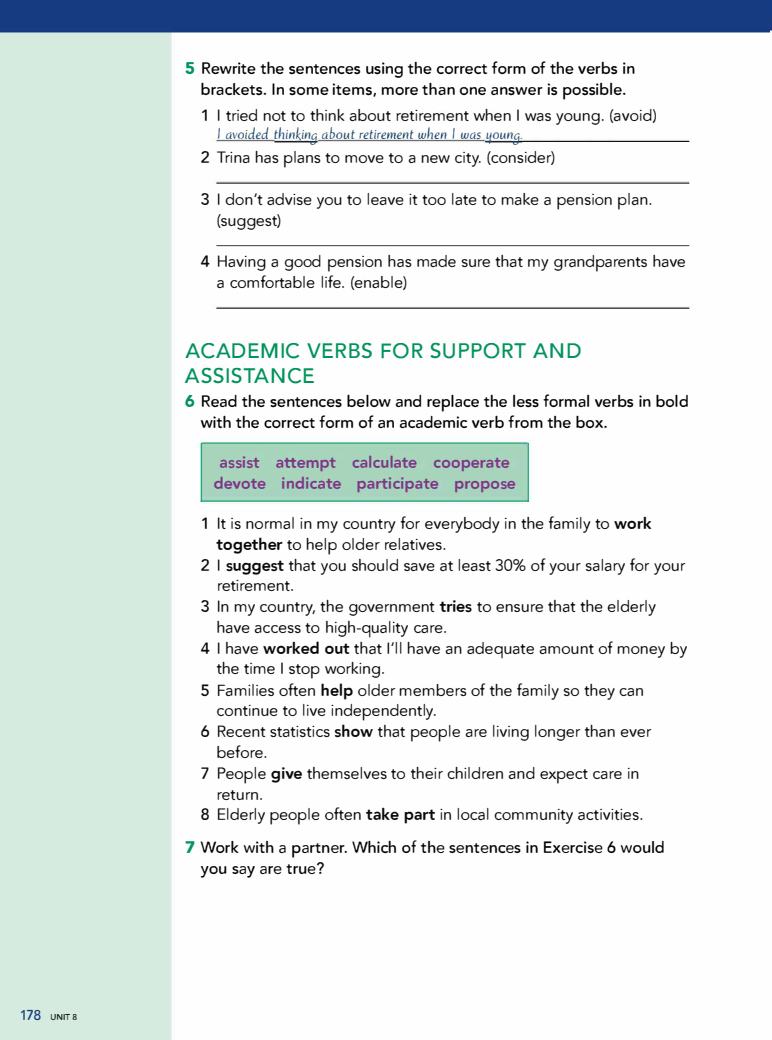 5 Rewrite the sentences using the correct form of the verbs in
brackets. In some items, more than one answer is possible.
1 I tried not to think about retirement when I was young. (avoid)
I avoided thinking about retirement when I was young.
2 Trina has plans to move to a new city. (consider)
3 I don't advise you to leave it too late to make a pension plan.
(suggest)
4 Having a good pension has made sure that my grandparents have
a comfortable life. (enable)
ACADEMIC VERBS FOR SUPPORT AND
ASSISTANCE
6 Read the sentences below and replace the less formal verbs in bold
with the correct form of an academic verb from the box.
assist attempt calculate cooperate
devote indicate participate propose
1 It is normal in my country for everybody in the family to work
together to help older relatives.
2 I suggest that you should save at least 30% of your salary for your
retirement.
3 In my country, the government tries to ensure that the elderly
have access to high-quality care.
4 I have worked out that I'll have an adequate amount of money by
the time I stop working.
5 Families often help older members of the family so they can
continue to live independently.
6 Recent statistics show that people are living longer than ever
before.
7 People give themselves to their children and expect care in
return.
8 Elderly people often take part in local community activities.
7 Work with a partner. Which of the sentences in Exercise 6 would
you say are true?
178 UNIT 8